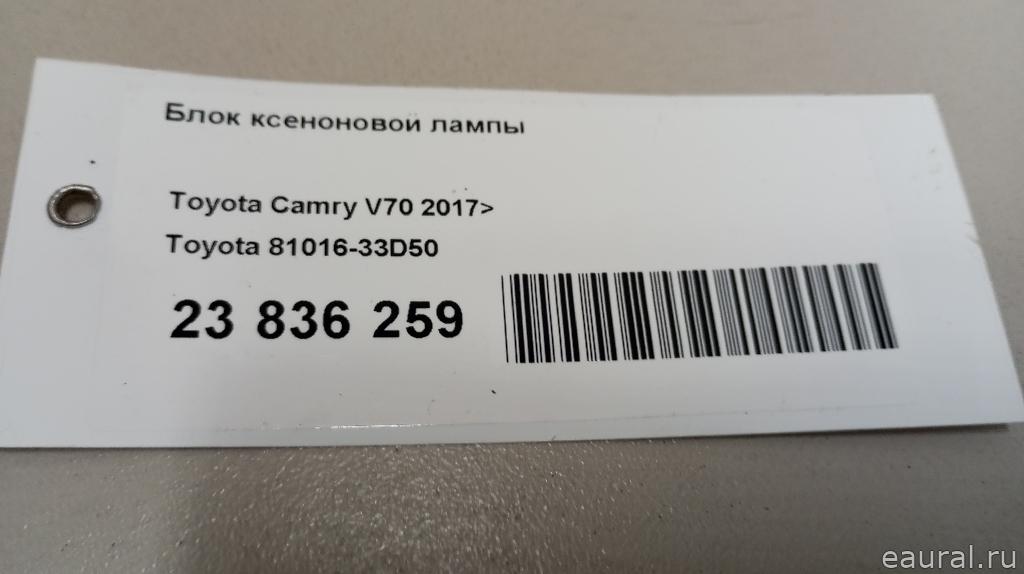 Блок ксеноновой лампы
Toyota Camry V70 2017>
Toyota 81016-33D50
23 836 259
eaural.ru